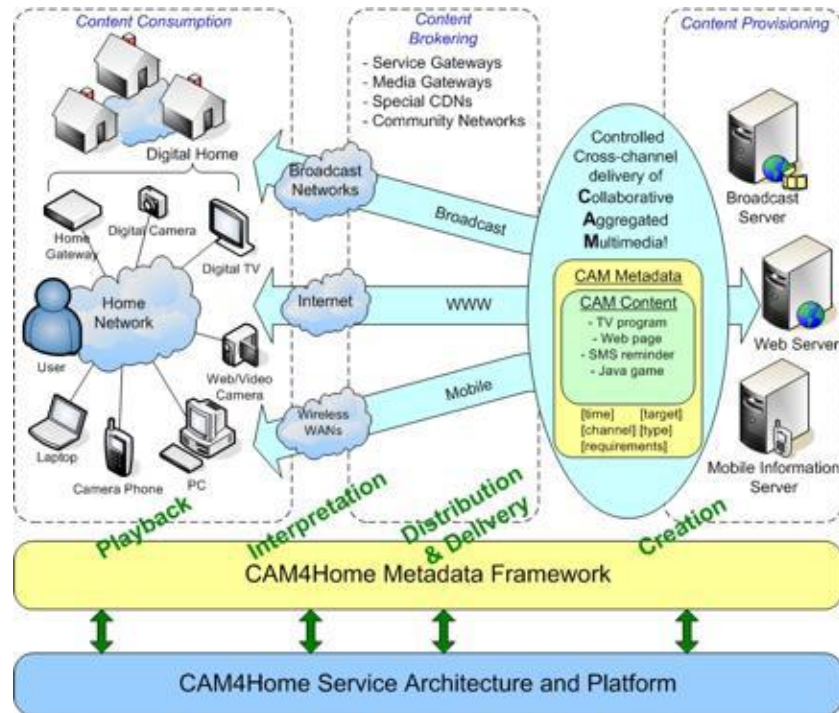 Content Consumption
Digital Home
Home
Gateway
Digital Camera
Digital TV
Home
Network
User
Web/Video
Camera
Laptop
Camera Phone
PC
Content
Brokering
- Service Gateways
- Media Gateways
- Special CDNs
- Community Networks
Broadcast
Networks
Broadcast
Internet
WWW
Wireless
WANs
Mobile
Controlled
Cross-channel
delivery of
Collaborative
Aggregated
Multimedia!
CAM Metadata
CAM Content
- TV program
- Web page
- SMS reminder
- Java game
[time] [target]
[channel] [type]
[requirements]
Content Provisioning
Broadcast
Server
Web Server
Mobile Information
Server
Playback
Interpretation
Distribution
& Delivery
Creation
CAM4Home Metadata Framework
CAM4Home Service Architecture and Platform